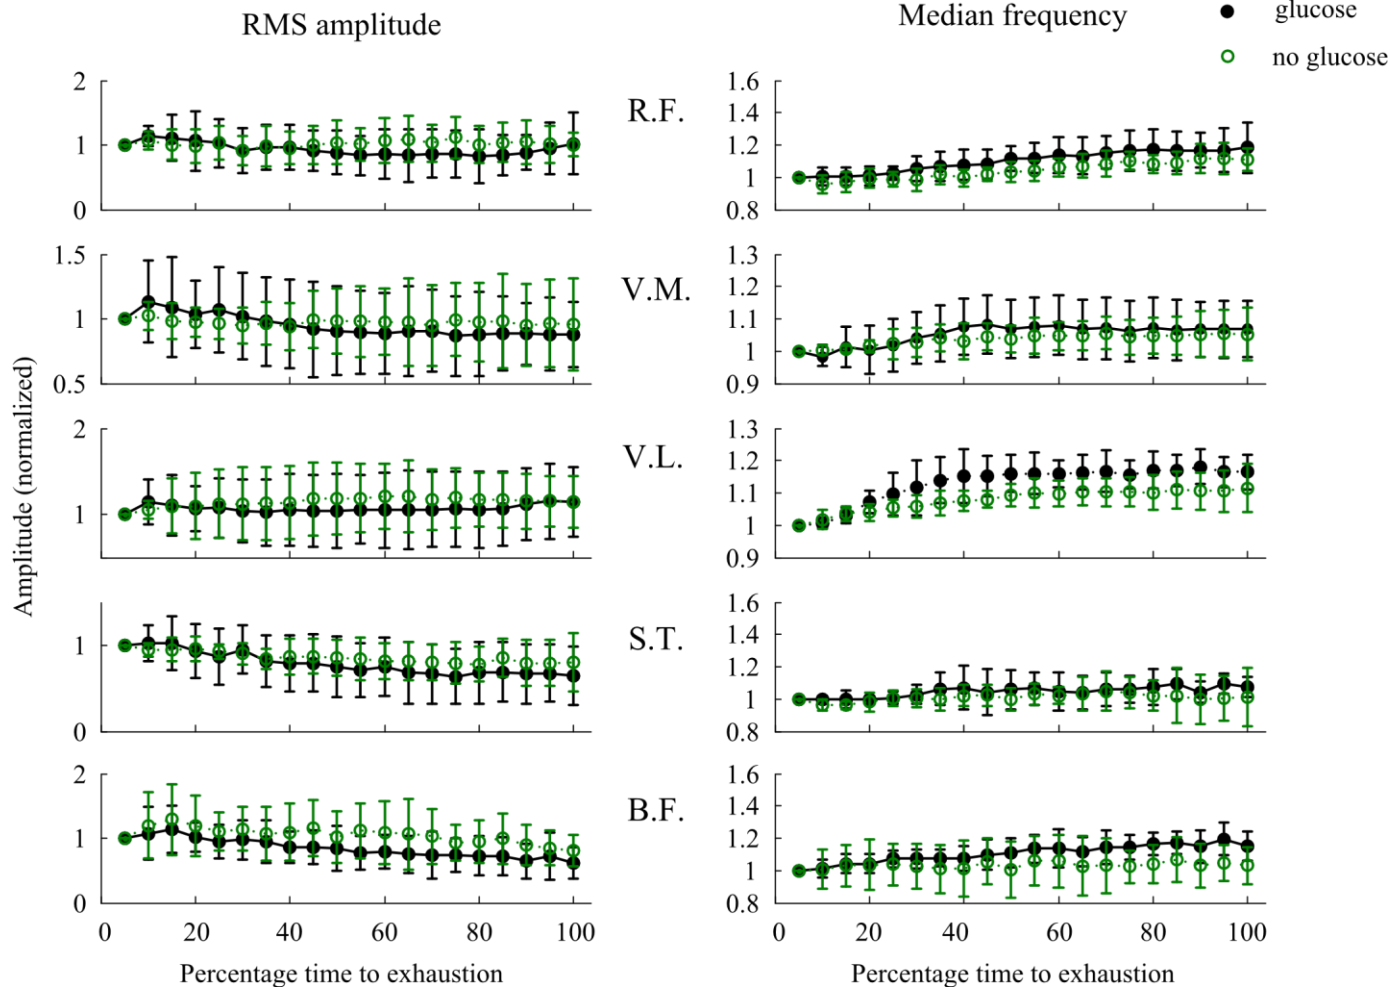 RMS amplitude
Median frequency
glucose
no glucose
Amplitude (normalized)
2
1
0
R.F.
1.6
1.4
1.2
1
0.8
1.5
1
0.5
V.M.
1.3
1.2
1.1
1
0.9
2
1
V.L.
1.3
1.2
1.1
1
0.9
1
0
S.T.
1.6
1.4
1.2
1
0.8
2
1
0
B.F.
1.6
1.4
1.2
1
0.8
0 20 40 60 80 100
0 20 40 60 80 100
Percentage time to exhaustion
Percentage time to exhaustion